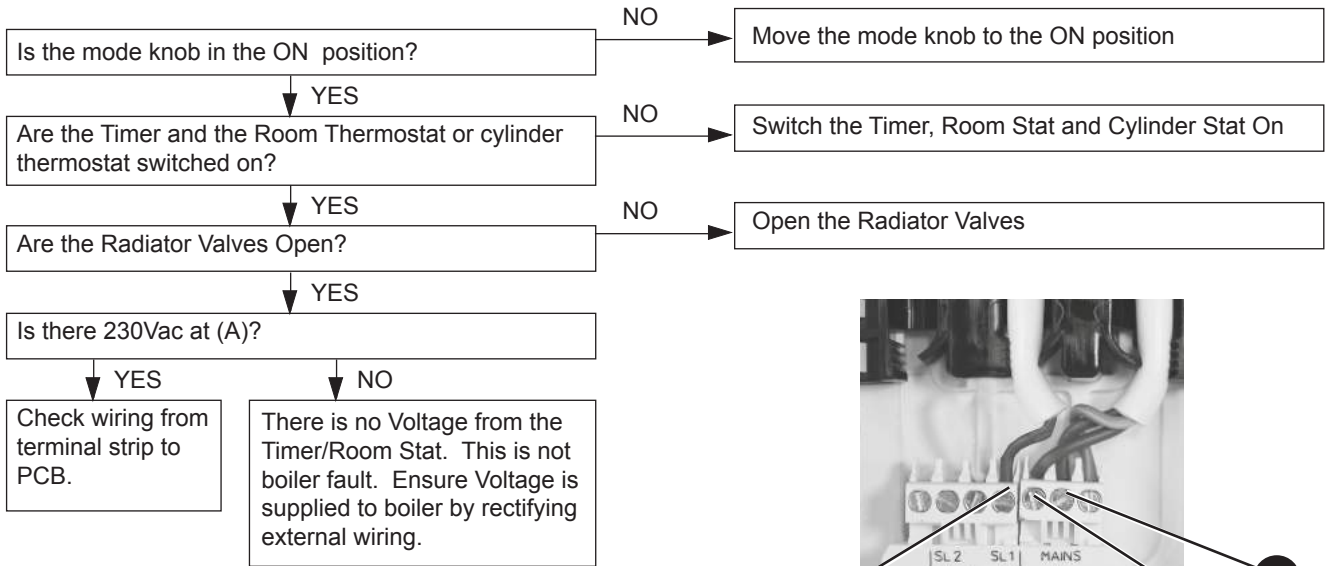 NO
Is the mode knob in the ON position?
Move the mode knob to the ON position
YES
NO
Are the Timer and the Room Thermostat or cylinder
thermostat switched on?
Switch the Timer, Room Stat and Cylinder Stat On
YES
NO
Are the Radiator Valves Open?
Open the Radiator Valves
YES
Is there 230Vac at (A)?
YES
NO
Check wiring from
terminal strip to
PCB.
There is no Voltage from the
Timer/Room Stat. This is not
boiler fault. Ensure Voltage is
supplied to boiler by rectifying
external wiring.
SL2 SL1 MAINS